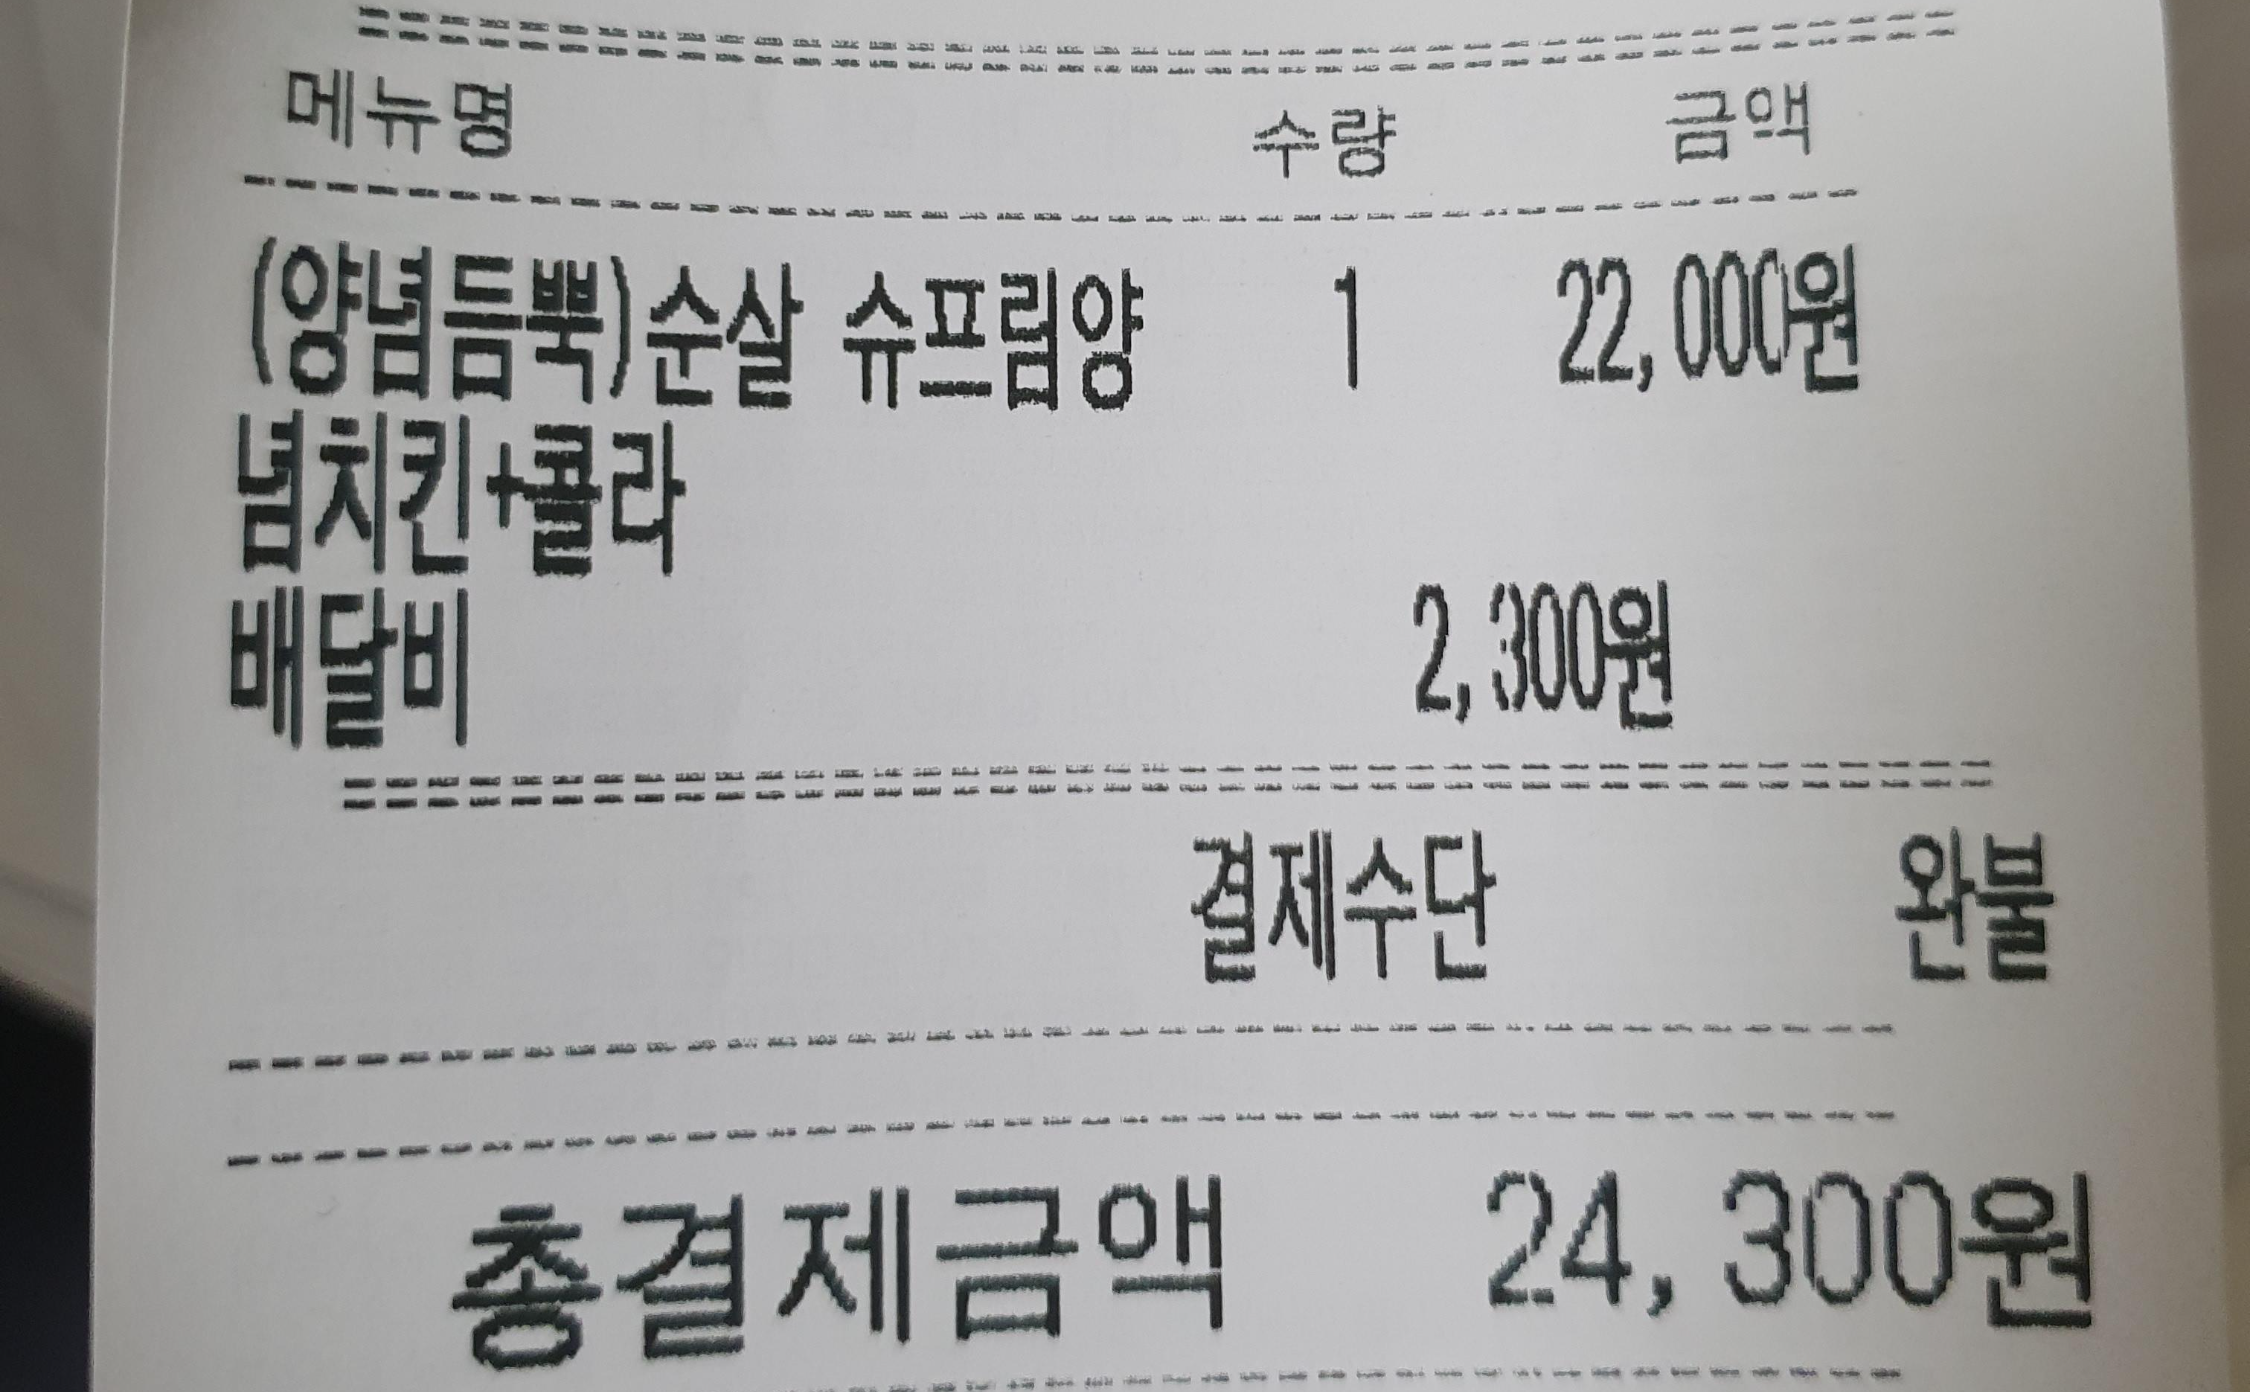 메뉴명 수량 금액
(양념듬뿍)순살 슈프림양 1 22,000원
념치킨+콜라
배달비 2,300원
결제수단 완불
총결제금액 24,300원